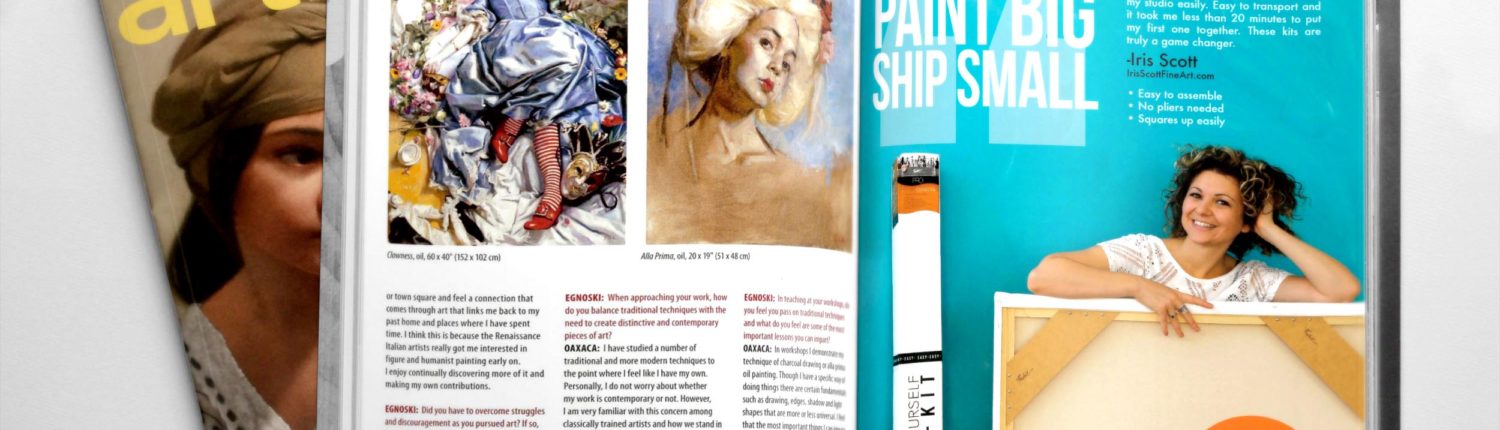 art
Clowness, oil, 60 x 40" (152 x 102 cm)
Alla Prima, oil, 20 x 19" (51 x 48 cm)
or town square and feel a connection that
comes through art that links me back to my
past home and places where I have spent
time. I think this is because the Renaissance
Italian artists really got me interested in
figure and humanist painting early on.
I enjoy continually discovering more of it and
making my own contributions.
EGNOSKI: Did you have to overcome struggles
and discouragement as you pursued art? If so,
EGNOSKI: When approaching your work, how
do you balance traditional techniques with the
need to create distinctive and contemporary
pieces of art?
OAXACA: I have studied a number of
traditional and more modern techniques to
the point where I feel like I have my own.
Personally, I do not worry about whether
my work is contemporary or not. However,
I am very familiar with this concern among
classically trained artists and how we stand in
EGNOSKI: In teaching at your workshops, do
you feel you pass on traditional techniques
and what do you feel are some of the most
important lessons you can impart?
OAXACA: In workshops I demonstrate my
technique of charcoal drawing or alla prima
oil painting. Though I have a specific way of
doing things there are certain fundamentals
such as drawing, edges, shadow and light
shapes that are more or less universal. I feel
that the most important things I can
PAINT BIG
SHIP SMALL
my studio easily. Easy to transport and
it took me less than 20 minutes to put
my first one together. These kits are
truly a game changer.
-Iris Scott
IrisScottFineArt.com
• Easy to assemble
• No pliers needed
• Squares up easily
PRO
EASY
URSELF
-KIT